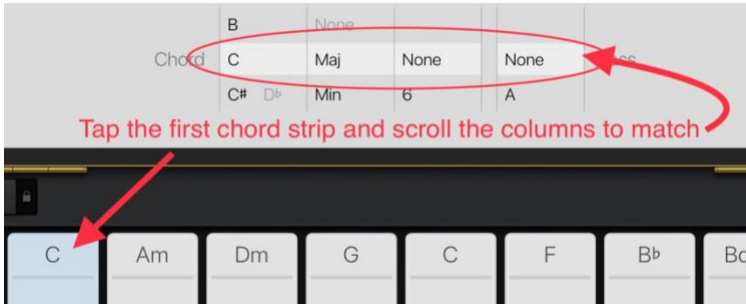 B None
Chord C Maj None None
C# D♭ Min 6 A
Tap the first chord strip and scroll the columns to match
C Am Dm G C F B♭